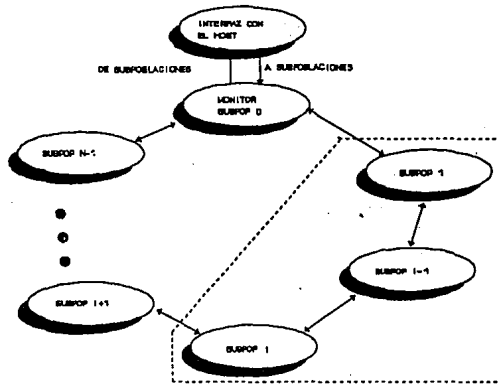 INTERFAZ CON
EL HOST
DE SUBPOBLACIONES
A SUBPOBLACIONES
MONITOR
SUBPOP 0
SUBPOP N-1
SUBPOP 1
SUBPOP I-1
SUBPOP I+1
SUBPOP I